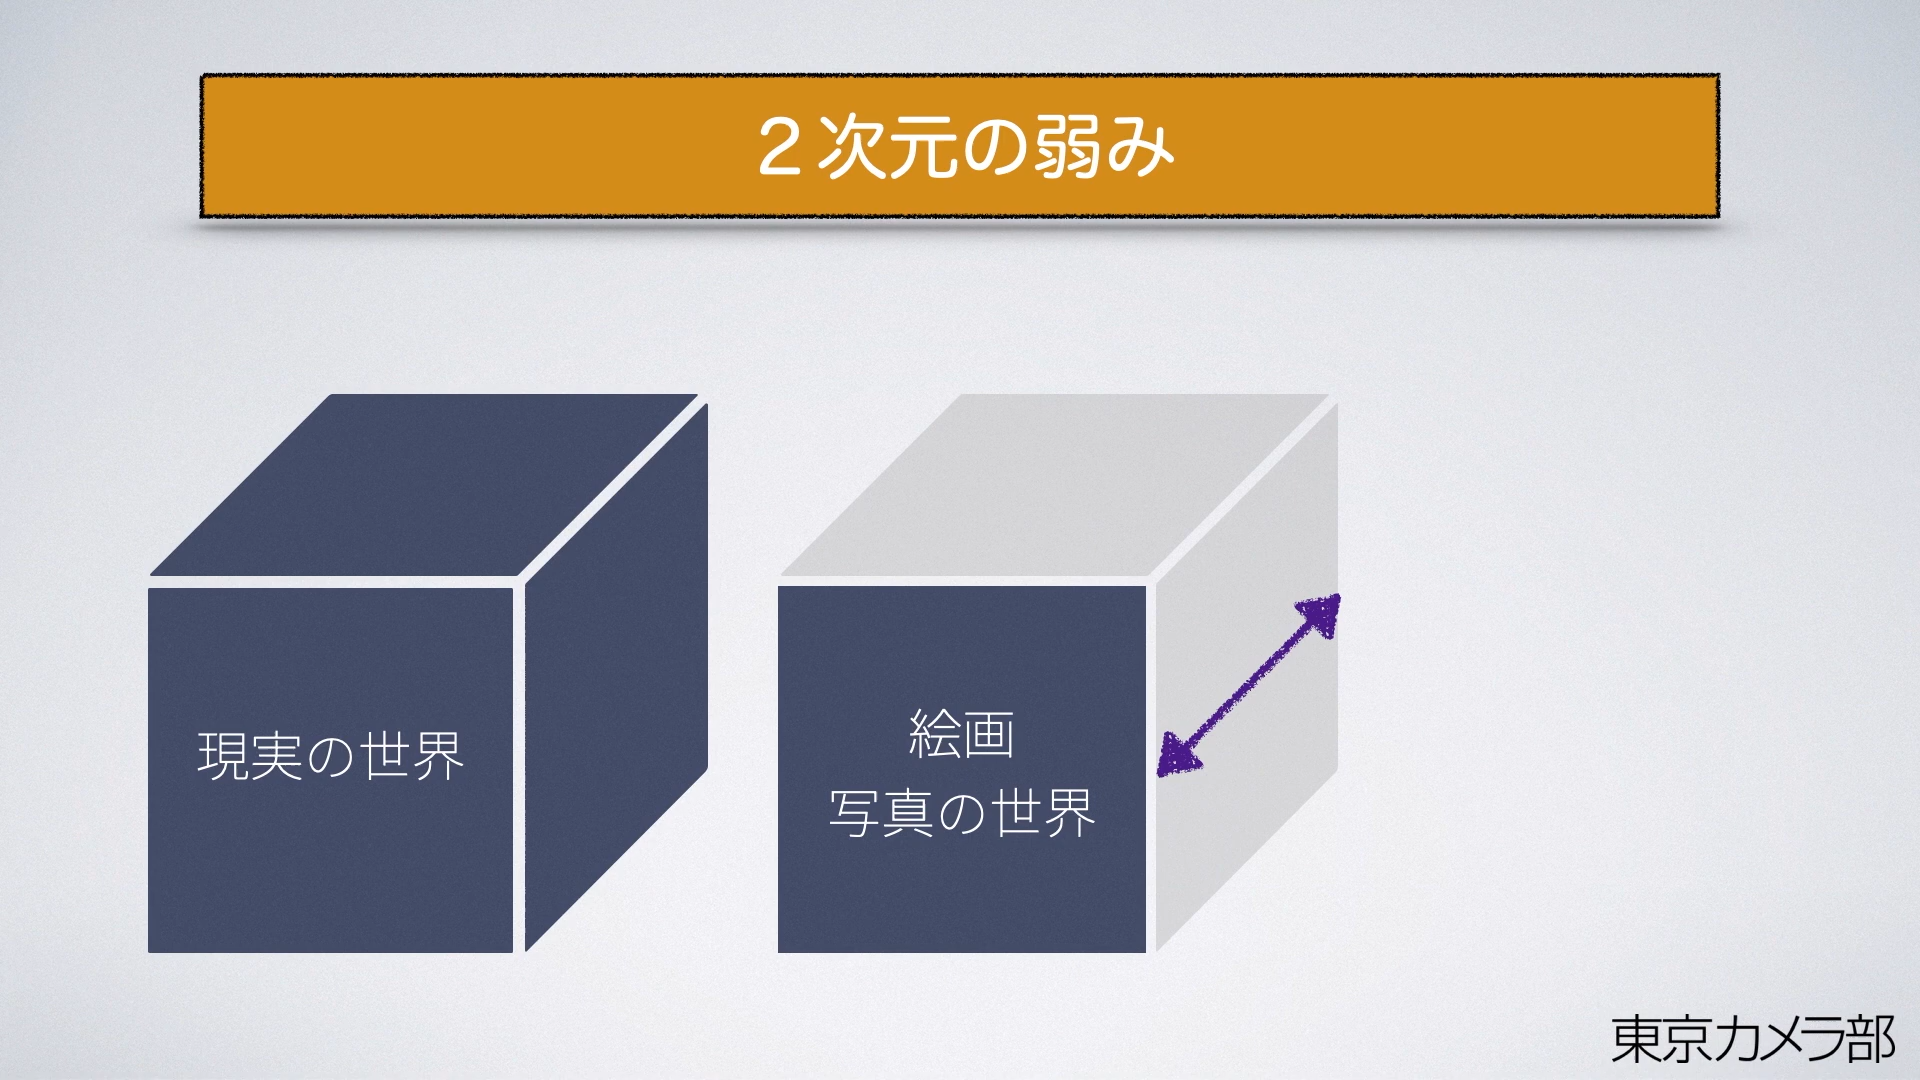 ２次元の弱み
現実の世界
絵画
写真の世界
東京カメラ部